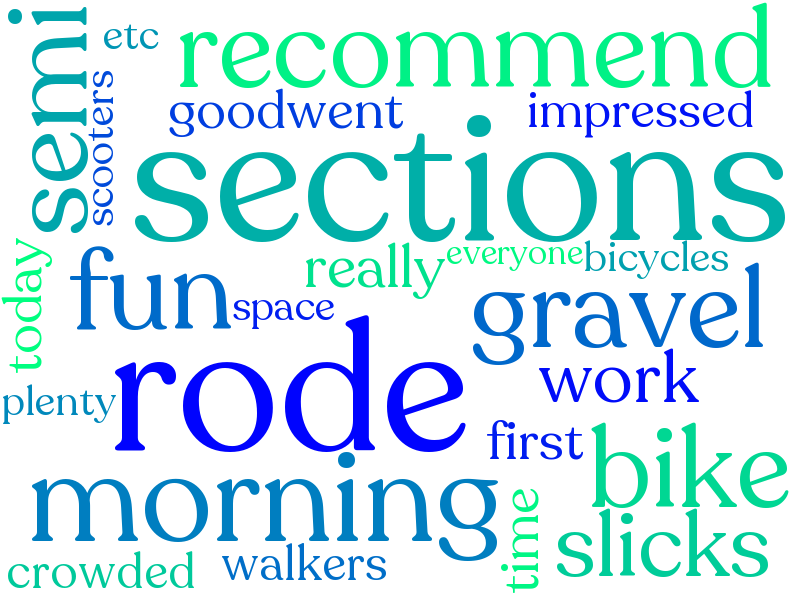 semi
etc
recommend
scooters
goodwent
impressed
sections
today
fun
really
everyone
bicycles
space
gravel
rode
work
plenty
first
bike
morning
time
slicks
crowded
walkers